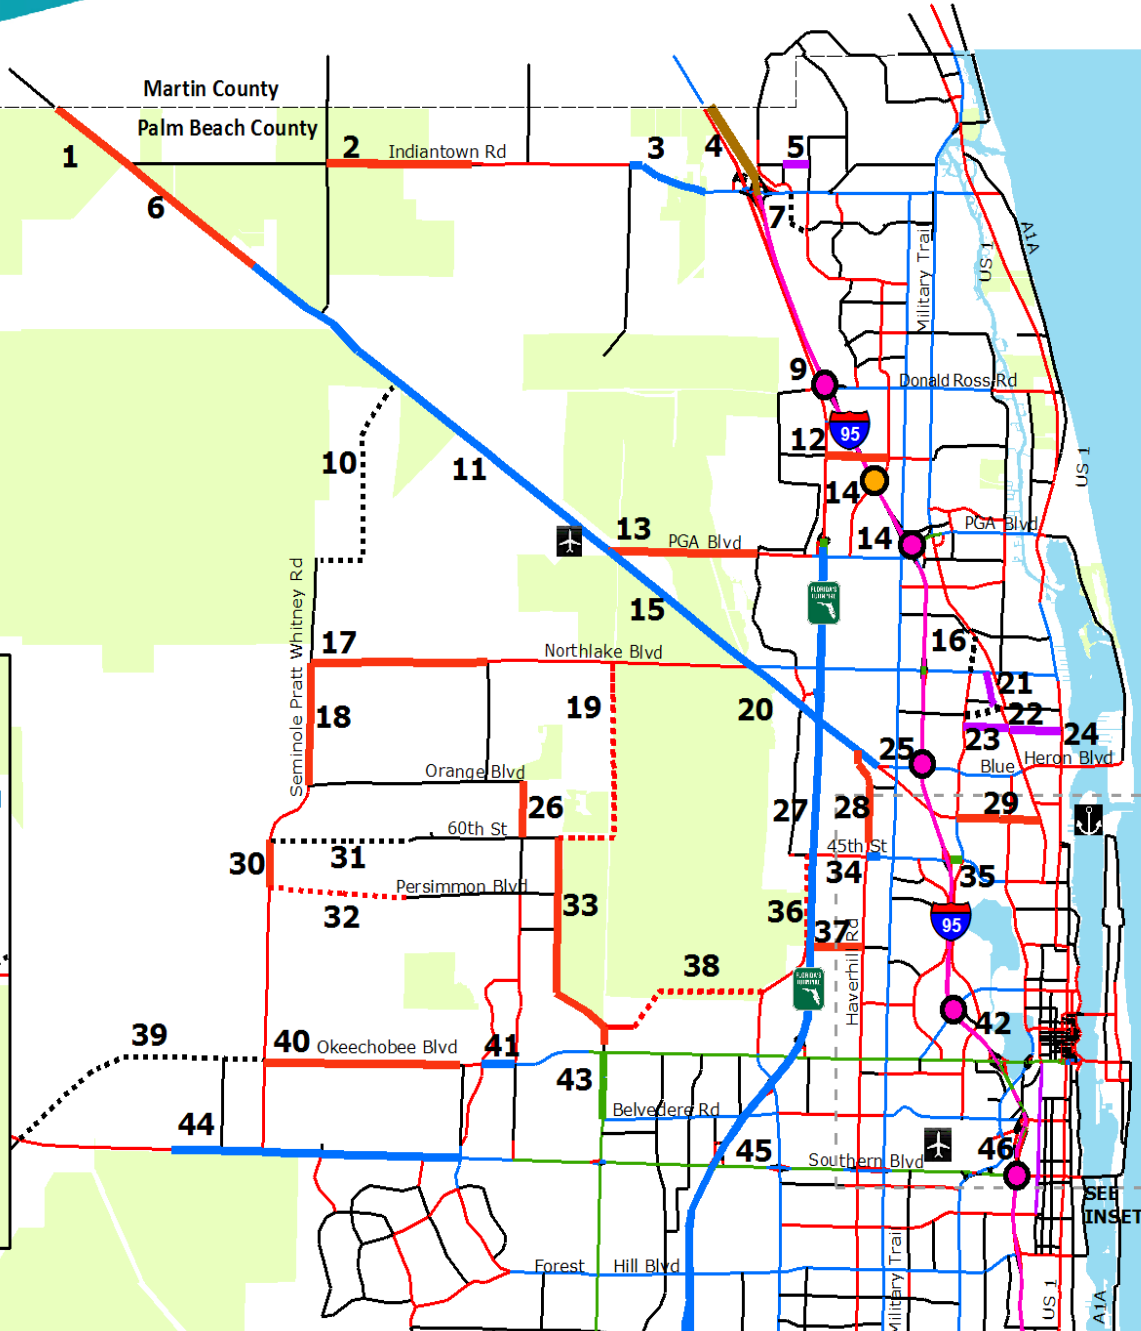 Martin County
Palm Beach County
1
2
Indiantown Rd
3
4
5
6
7
A1A
US 1
Military Trail
9
Donald Ross Rd
95
12
10
11
14
US 1
13
PGA Blvd
14
PGA Blvd
FLORIDA'S
TURNPIKE
15
16
Seminole Pratt Whitney Rd
17
Northlake Blvd
18
19
20
21
22
23
24
25
Blue Heron Blvd
Orange Blvd
26
27
28
29
60th St
45th St
30
31
Persimmon Blvd
32
33
34
35
36
37
95
Haverhill Rd
38
FLORIDA'S
TURNPIKE
39
40
Okeechobee Blvd
41
42
43
Belvedere Rd
44
45
Southern Blvd
46
SEE
INSET
Forest Hill Blvd
Military Trail
US 1
A1A